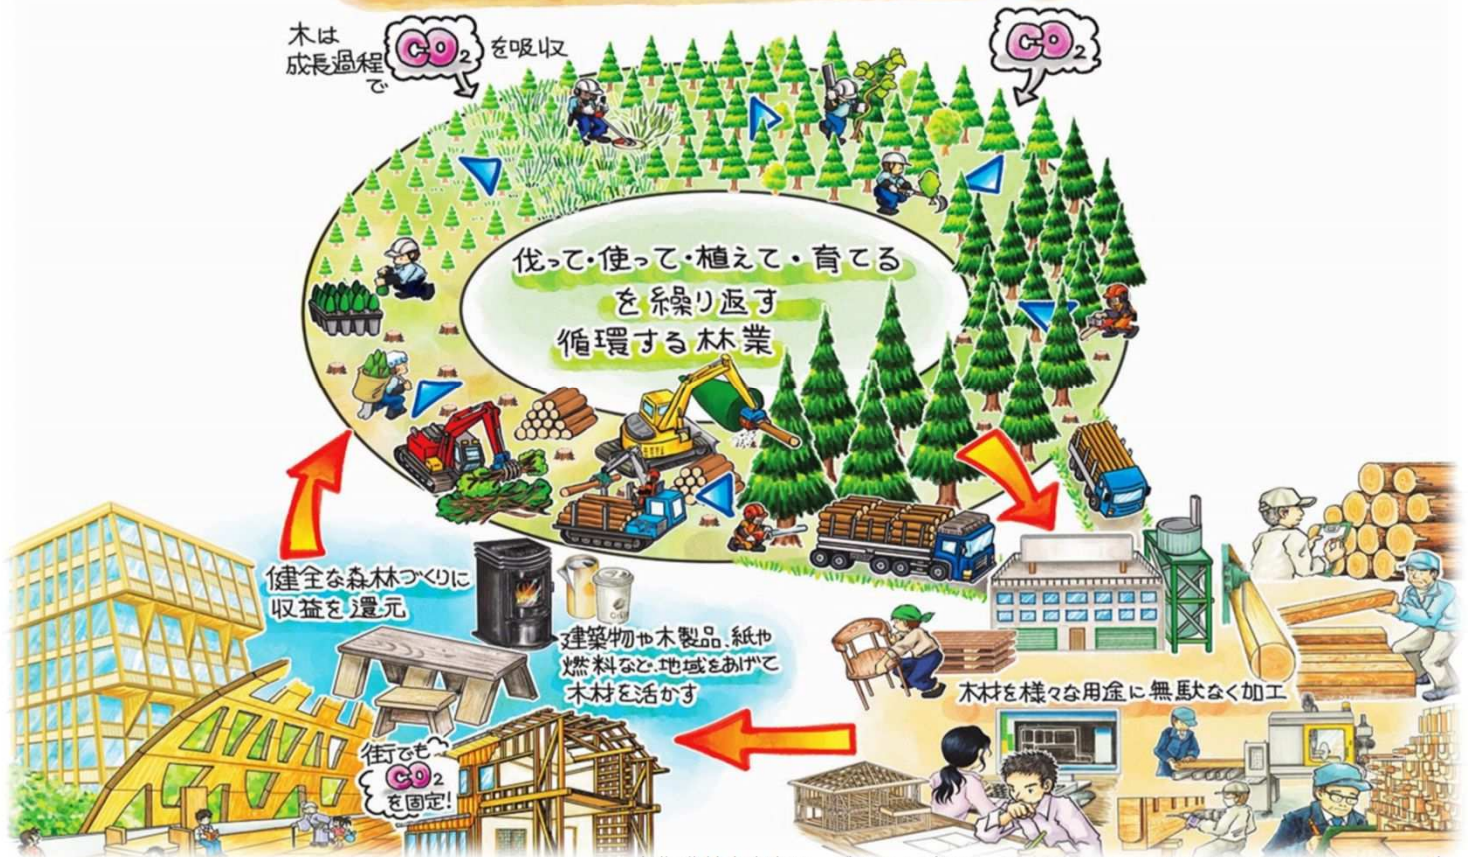 木は
成長過程
で
CO₂
を吸収
CO₂
伐って・使って・植えて・育てる
を繰り返す
循環する林業
健全な森林づくりに
収益を還元
建築物や木製品、紙や
燃料など、地域をあげて
木材を活かす
木材を様々な用途に無駄なく加工
街でも
CO₂
を固定!